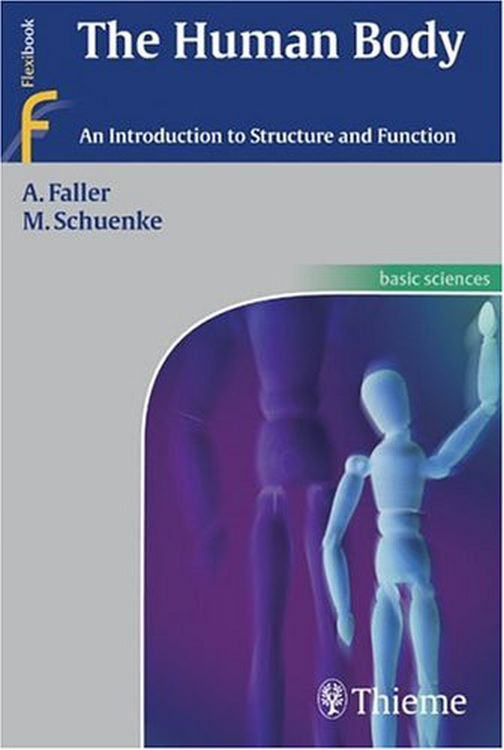 Flexibook
The Human Body
An Introduction to Structure and Function
A. Faller
M. Schuenke
basic sciences
Thieme